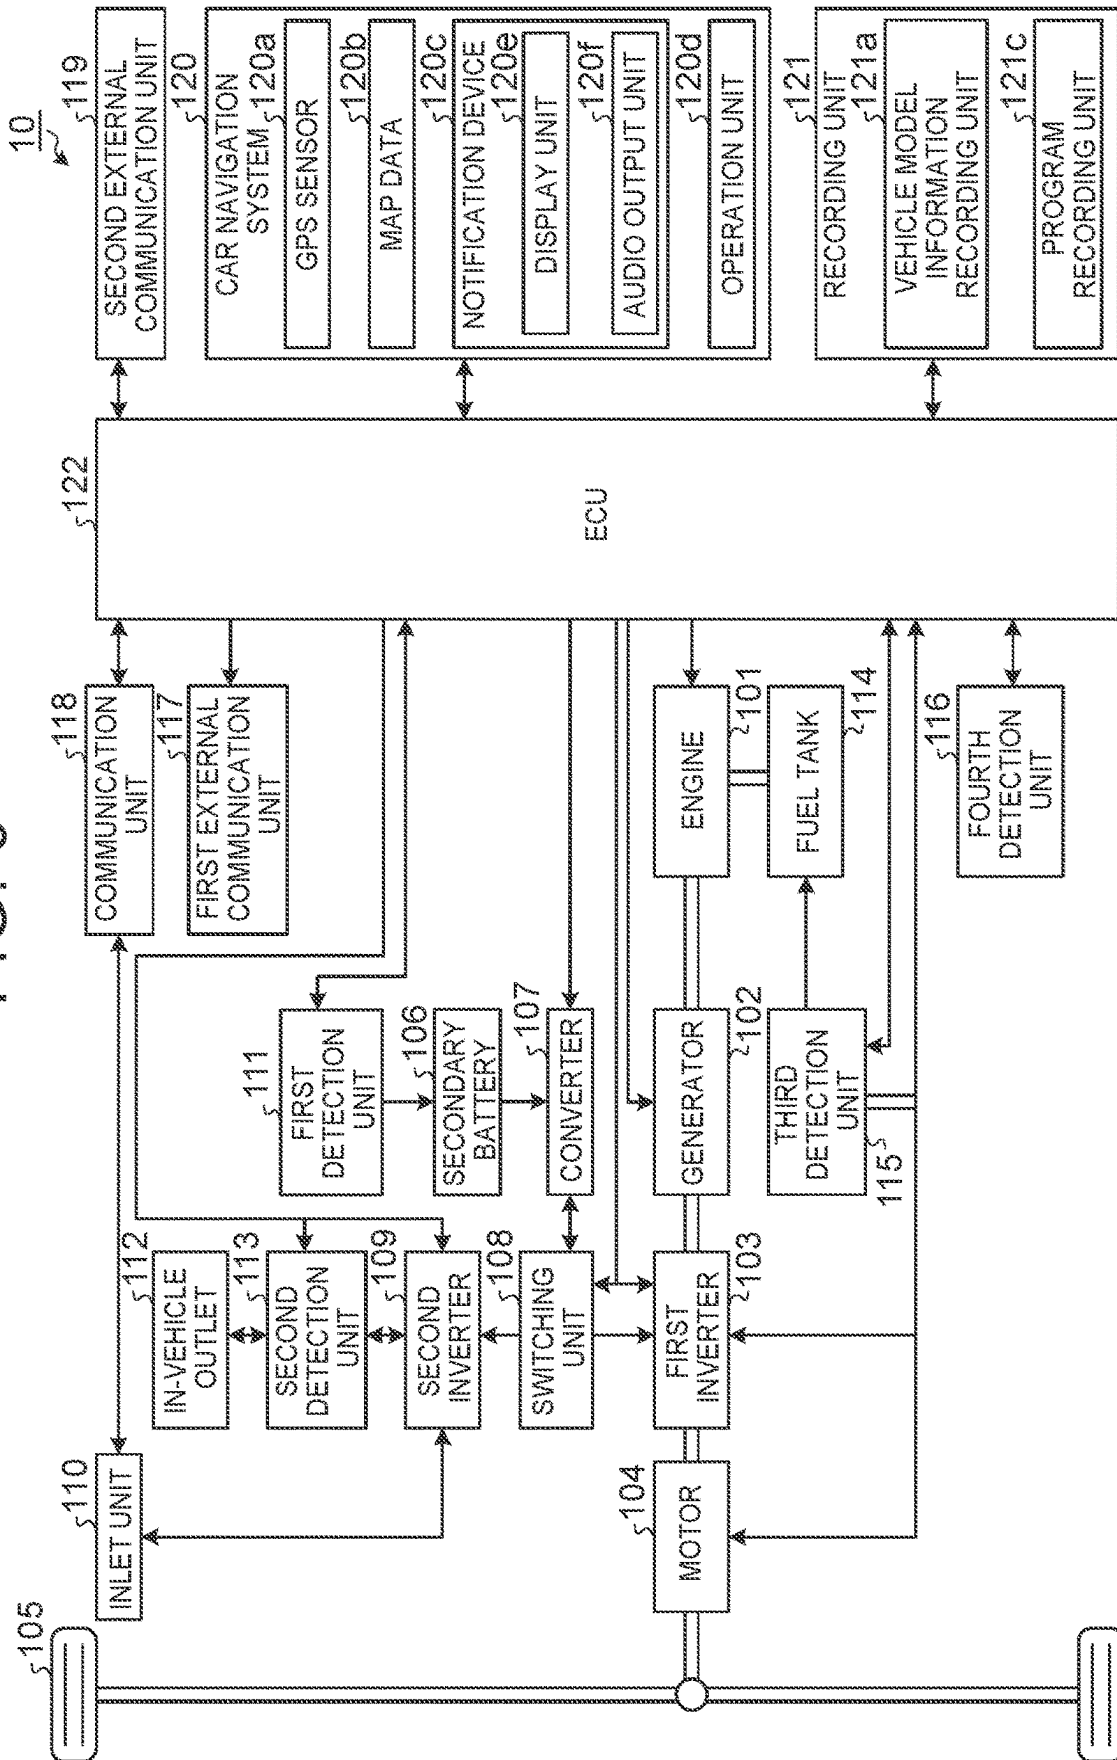 10
105
110
INLET UNIT
118
COMMUNICATION
UNIT
117
FIRST EXTERNAL
COMMUNICATION
UNIT
122
ECU
119
SECOND EXTERNAL
COMMUNICATION UNIT
120
CAR NAVIGATION
SYSTEM
120a
GPS SENSOR
120b
MAP DATA
120c
NOTIFICATION DEVICE
120e
DISPLAY UNIT
120f
AUDIO OUTPUT UNIT
120d
OPERATION UNIT
121
RECORDING UNIT
121a
VEHICLE MODEL
INFORMATION
RECORDING UNIT
121c
PROGRAM
RECORDING UNIT
112
IN-VEHICLE
OUTLET
113
SECOND
DETECTION
UNIT
109
SECOND
INVERTER
108
SWITCHING
UNIT
111
FIRST
DETECTION
UNIT
106
SECONDARY
BATTERY
107
CONVERTER
104
MOTOR
FIRST
INVERTER
103
GENERATOR
102
ENGINE
101
FUEL TANK
114
THIRD
DETECTION
UNIT
115
116
FOURTH
DETECTION
UNIT